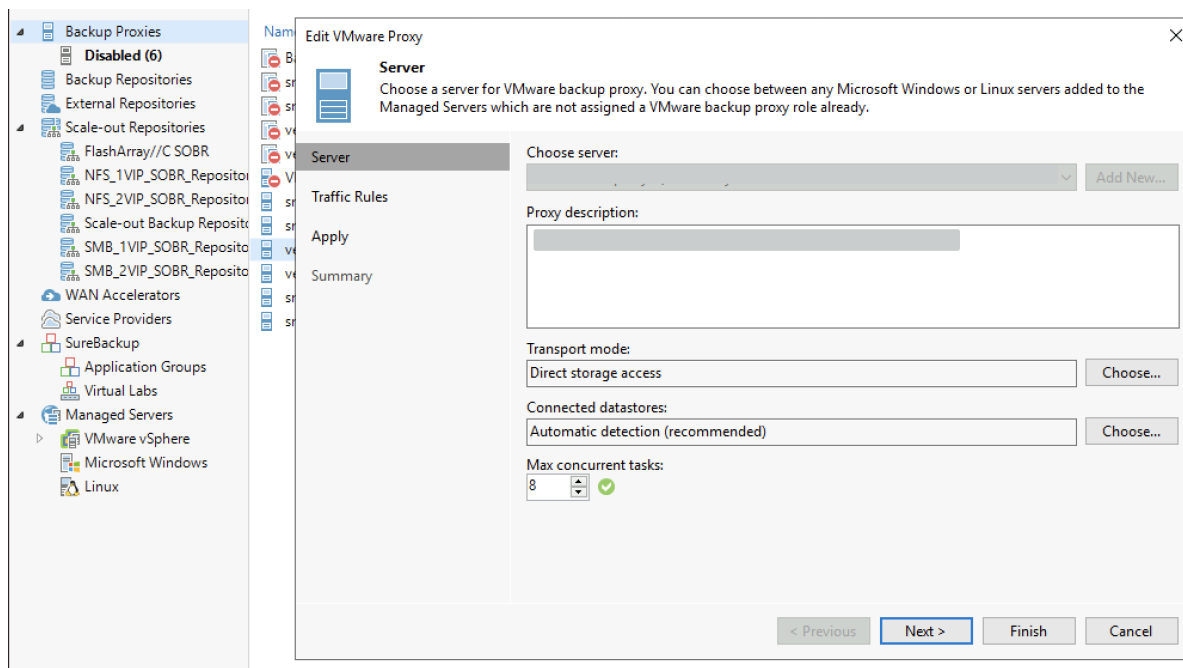 Backup Proxies
Disabled (6)
Backup Repositories
External Repositories
Scale-out Repositories
FlashArray//C SOBR
NFS_1VIP_SOBR_Reposito
NFS_2VIP_SOBR_Reposito
Scale-out Backup Reposito
SMB_1VIP_SOBR_Reposito
SMB_2VIP_SOBR_Reposito
WAN Accelerators
Service Providers
SureBackup
Application Groups
Virtual Labs
Managed Servers
VMware vSphere
Microsoft Windows
Linux
Nam
Edit VMware Proxy
Server
Choose a server for VMware backup proxy. You can choose between any Microsoft Windows or Linux servers added to the
Managed Servers which are not assigned a VMware backup proxy role already.
Server
Traffic Rules
Apply
Summary
Choose server:
Add New...
Proxy description:
Transport mode:
Direct storage access
Choose...
Connected datastores:
Automatic detection (recommended)
Choose...
Max concurrent tasks:
8
< Previous
Next >
Finish
Cancel